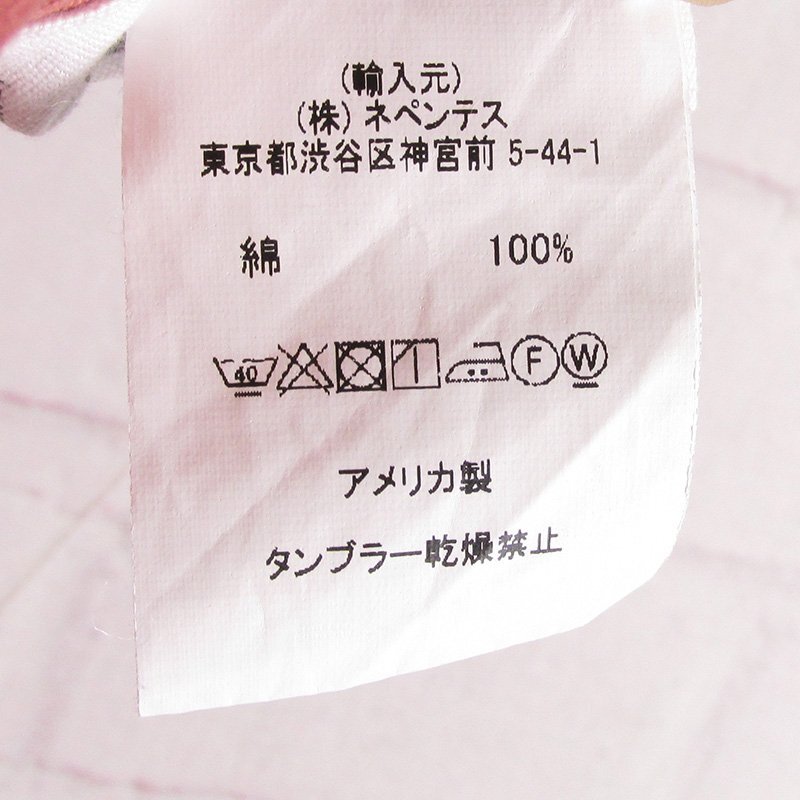 (輸入元)
(株) ネペンテス
東京都渋谷区神宮前 5-44-1
綿 100%
40 F W
アメリカ製
タンブラー乾燥禁止